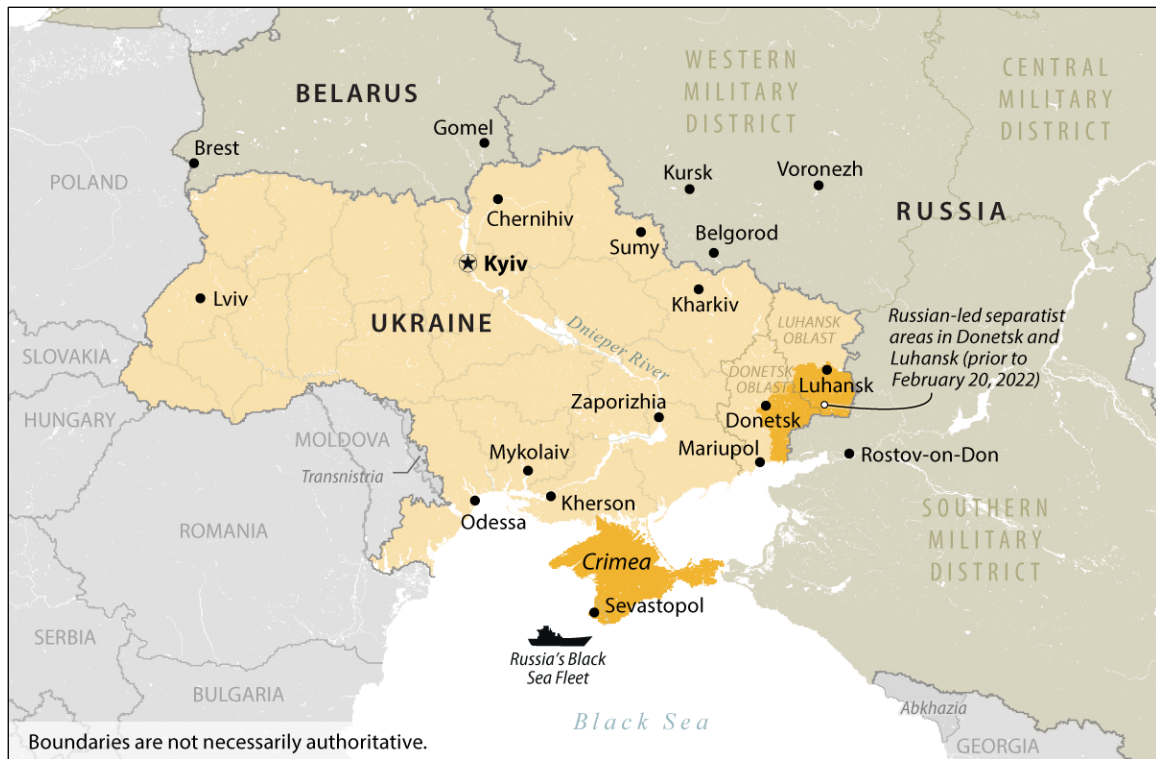 WESTERN
MILITARY
DISTRICT
CENTRAL
MILITARY
DISTRICT
BELARUS
Gomel
Brest
POLAND
Kursk
Voronezh
RUSSIA
Chernihiv
Sumy
Belgorod
Kyiv
Lviv
Kharkiv
UKRAINE
Dnieper River
LUHANSK
OBLAST
Russian-led separatist
areas in Donetsk and
Luhansk (prior to
February 20, 2022)
SLOVAKIA
DONETSK
OBLAST
Luhansk
HUNGARY
Zaporizhia
Donetsk
MOLDOVA
Transnistria
Mykolaiv
Mariupol
Rostov-on-Don
Kherson
Odessa
ROMANIA
SOUTHERN
MILITARY
DISTRICT
Crimea
Sevastopol
SERBIA
Russia's Black
Sea Fleet
BULGARIA
Black Sea
Abkhazia
GEORGIA
Boundaries are not necessarily authoritative.